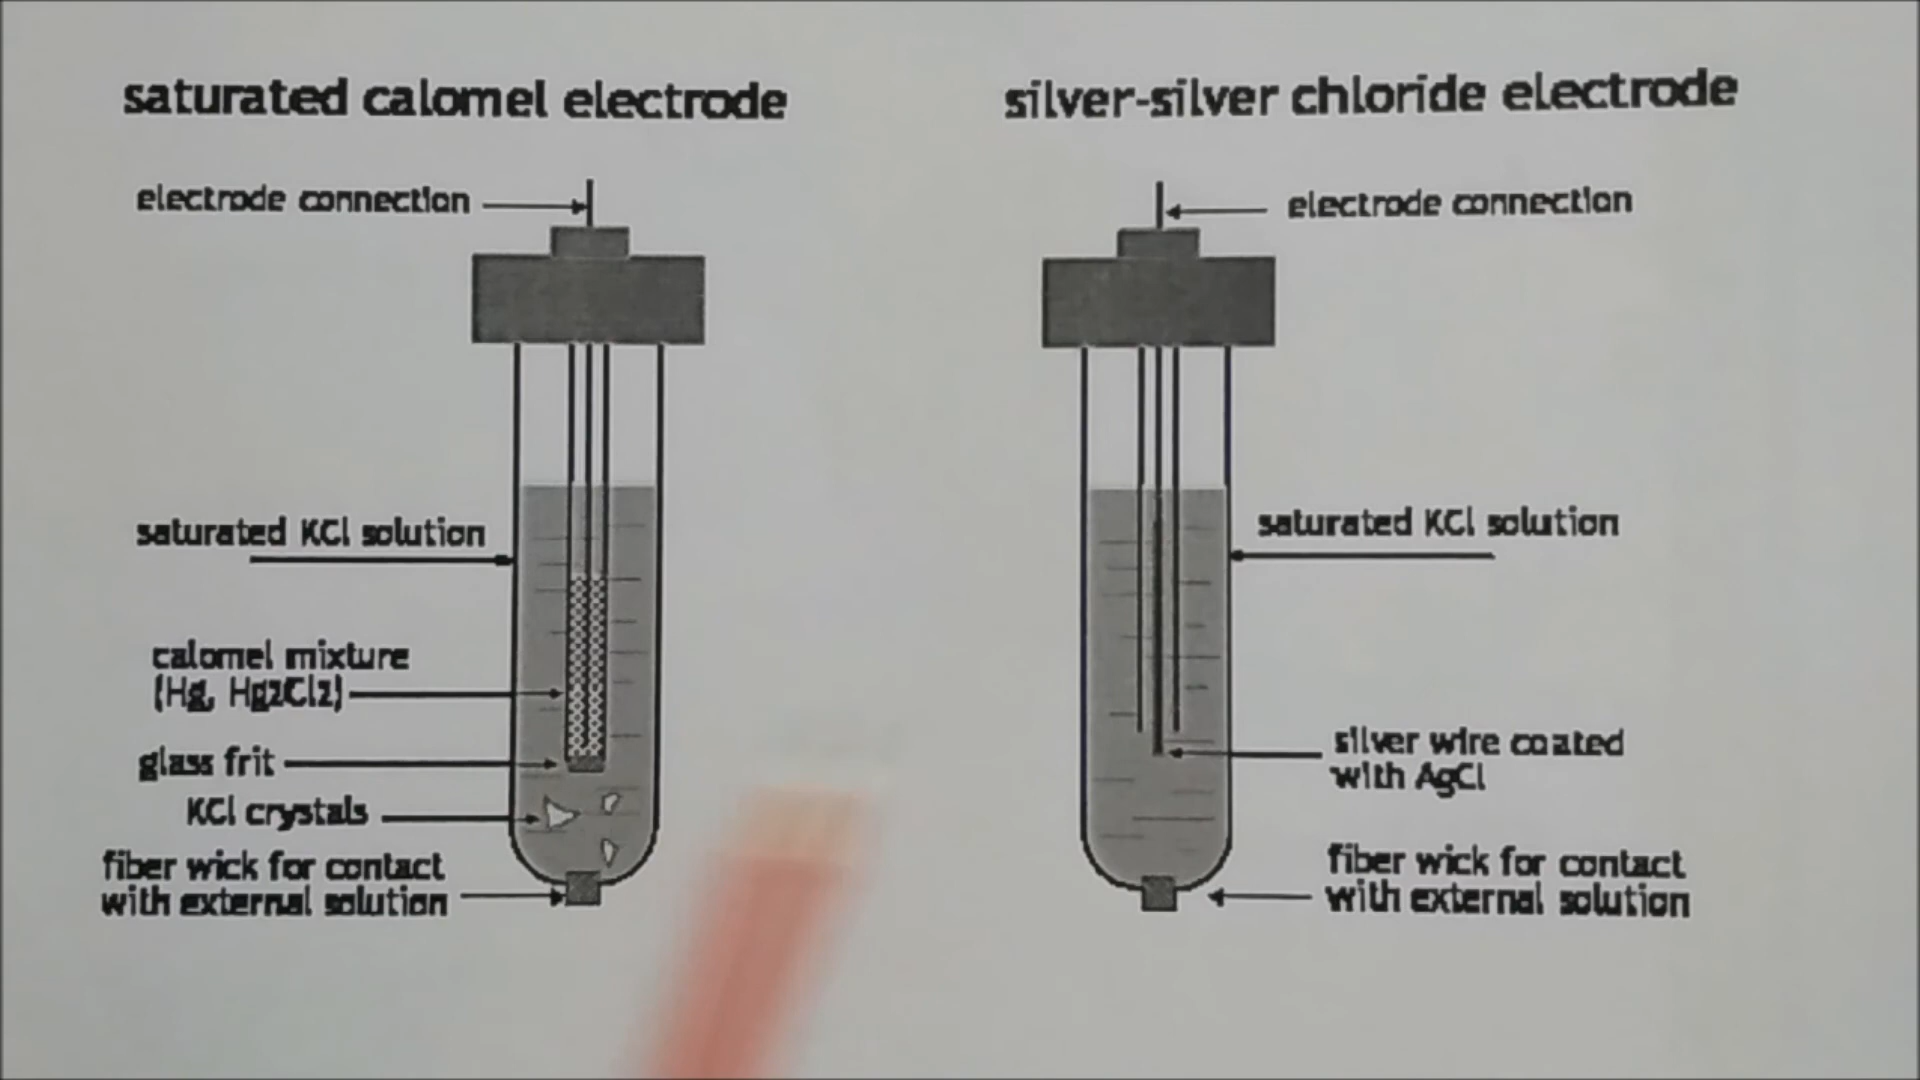 saturated calomel electrode
silver-silver chloride electrode
electrode connection
saturated KCl solution
calomel mixture
(Hg, Hg2Cl2)
glass frit
KCl crystals
fiber wick for contact
with external solution
electrode connection
saturated KCl solution
silver wire coated
with AgCl
fiber wick for contact
with external solution